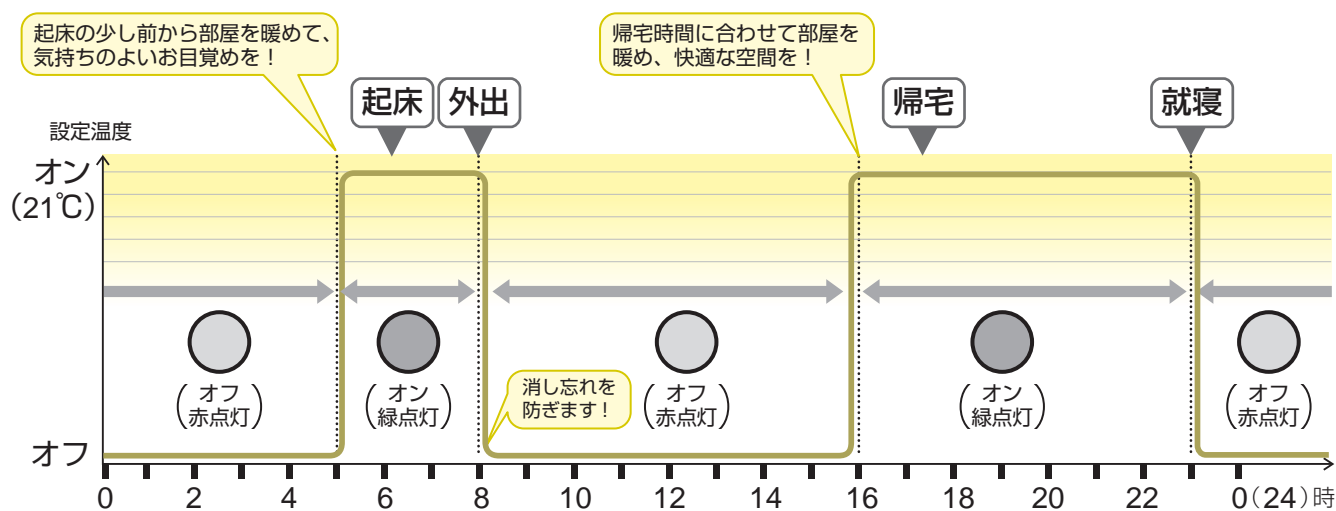 起床の少し前から部屋を暖めて、
気持ちのよいお目覚めを！
帰宅時間に合わせて部屋を
暖め、快適な空間を！
起床
外出
帰宅
就寝
設定温度
オン
(21℃)
(オフ
赤点灯)
(オン
緑点灯)
消し忘れを
防ぎます！
(オフ
赤点灯)
(オン
緑点灯)
(オフ
赤点灯)
オフ
0 2 4 6 8 10 12 14 16 18 20 22 0(24)時